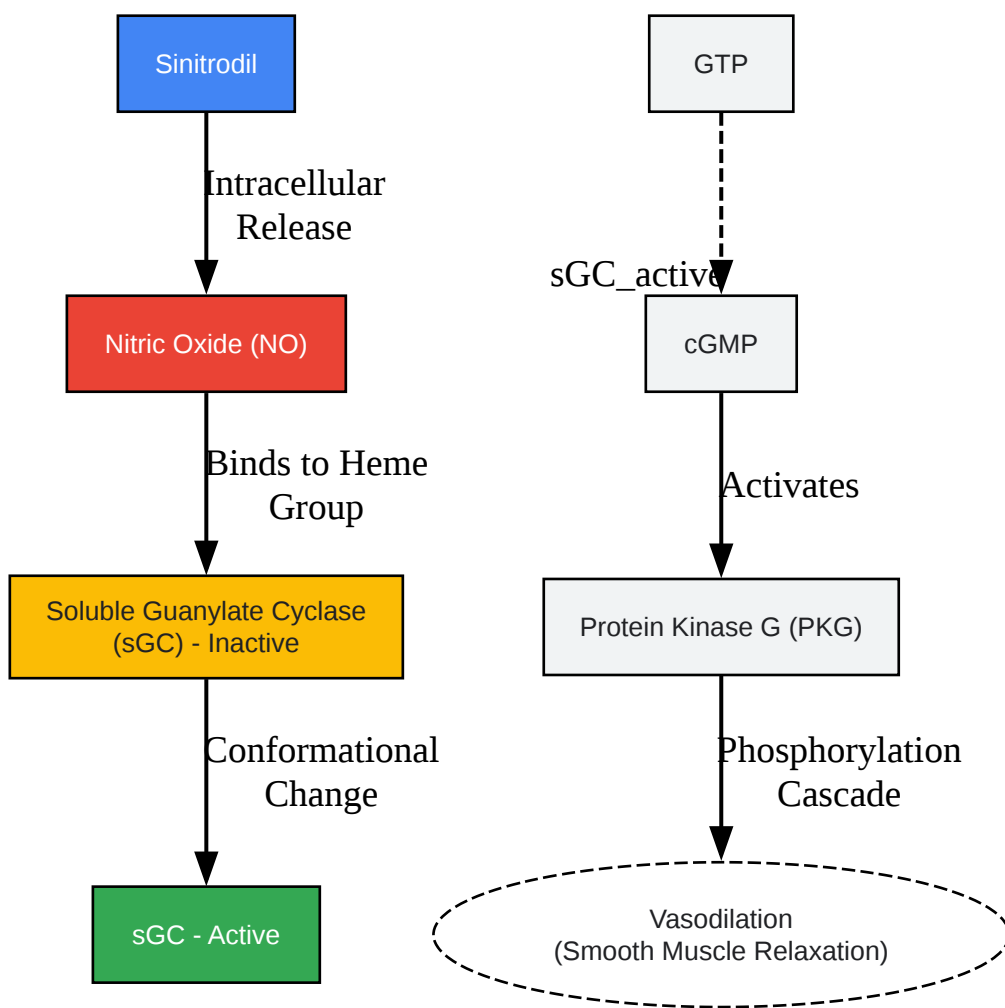 Sinitrodil
Intracellular
Release
Nitric Oxide (NO)
Binds to Heme
Group
Soluble Guanylate Cyclase
(sGC) - Inactive
Conformational
Change
sGC - Active
GTP
sGC_active
cGMP
Activates
Protein Kinase G (PKG)
Phosphorylation
Cascade
Vasodilation
(Smooth Muscle Relaxation)